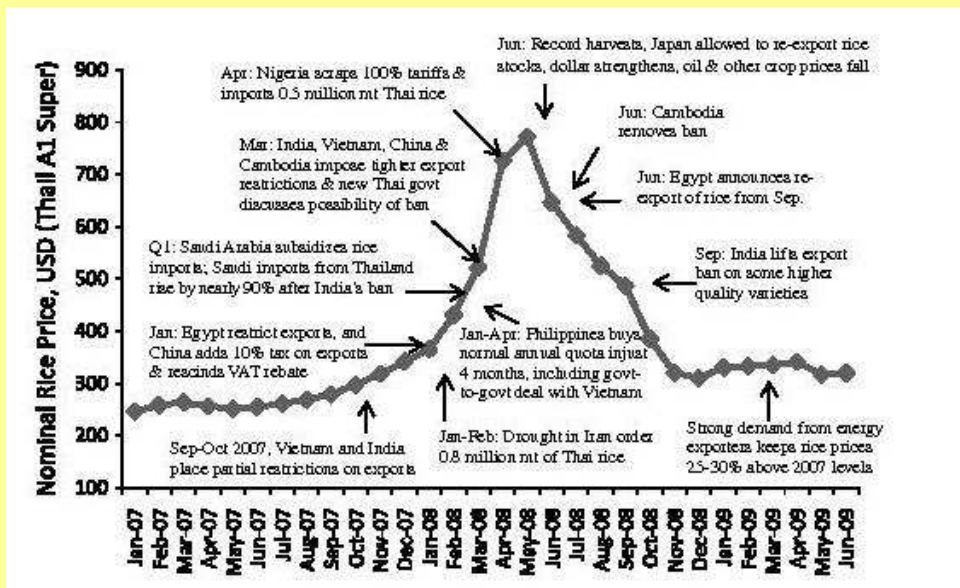 Nominal Rice Price, USD (Thail A1 Super)
900
800
700
600
500
400
300
200
100
Jun: Record harvests, Japan allowed to re-export rice
stocks, dollar strengthens, oil & other crop prices fall
Apr: Nigeria scraps 100% tariffs &
imports 0.5 million mt Thai rice
Jun: Cambodia
removes ban
Mar: India, Vietnam, China &
Cambodia impose tighter export
restrictions & new Thai govt
discusses possibility of ban
Jun: Egypt announces re-
export of rice from Sep.
Q1: Saudi Arabia subsidizes rice
imports; Saudi imports from Thailand
rise by nearly 90% after India's ban
Sep: India lifts export
ban on some higher
quality varieties
Jan: Egypt restrict exports, and
China adds 10% tax on exports
& rescinds VAT rebate
Jan-Apr: Philippines buys
normal annual quota in just
4 months, including govt-
to-govt deal with Vietnam
Sep-Oct 2007, Vietnam and India
place partial restrictions on exports
Jan-Feb: Drought in Iran order
0.8 million mt of Thai rice
Strong demand from energy
exporters keeps rice prices
25-30% above 2007 levels
Jan-07
Feb-07
Mar-07
Apr-07
May-07
Jun-07
Jul-07
Aug-07
Sep-07
Oct-07
Nov-07
Dec-07
Jan-08
Feb-08
Mar-08
Apr-08
May-08
Jun-08
Jul-08
Aug-08
Sep-08
Oct-08
Nov-08
Dec-08
Jan-09
Feb-09
Mar-09
Apr-09
May-09
Jun-09